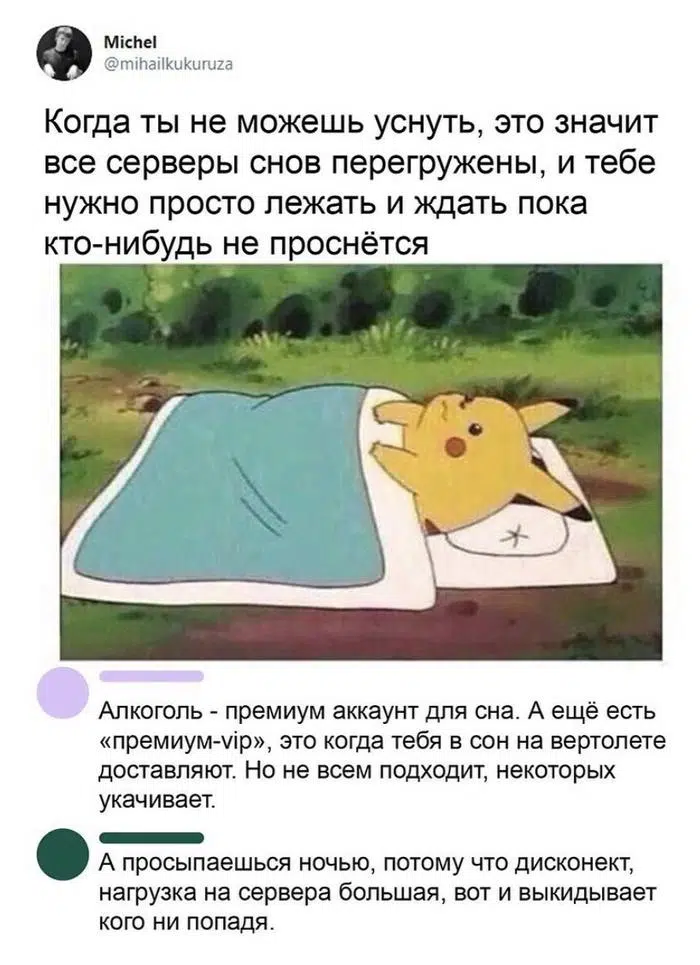 Michel
@mihailkukuruza
Когда ты не можешь уснуть, это значит
все серверы снов перегружены, и тебе
нужно просто лежать и ждать пока
кто-нибудь не проснётся
Алкоголь - премиум аккаунт для сна. А ещё есть
«премиум-vip», это когда тебя в сон на вертолете
доставляют. Но не всем подходит, некоторых
укачивает.
А просыпаешься ночью, потому что дисконект,
нагрузка на сервера большая, вот и выкидывает
кого ни попадя.